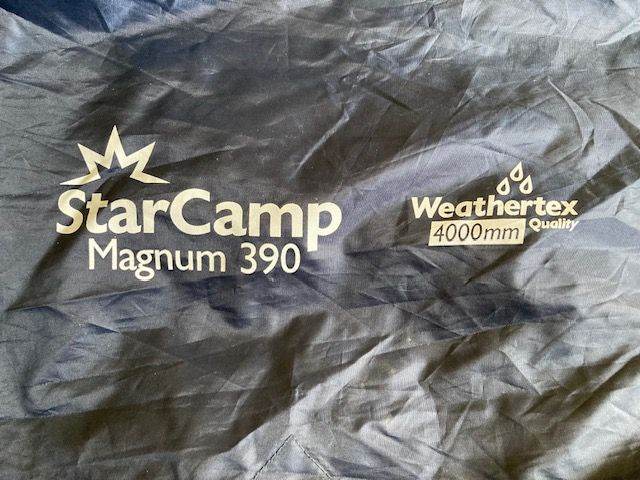 StarCamp
Magnum 390
Weathertex
Quality
4000mm